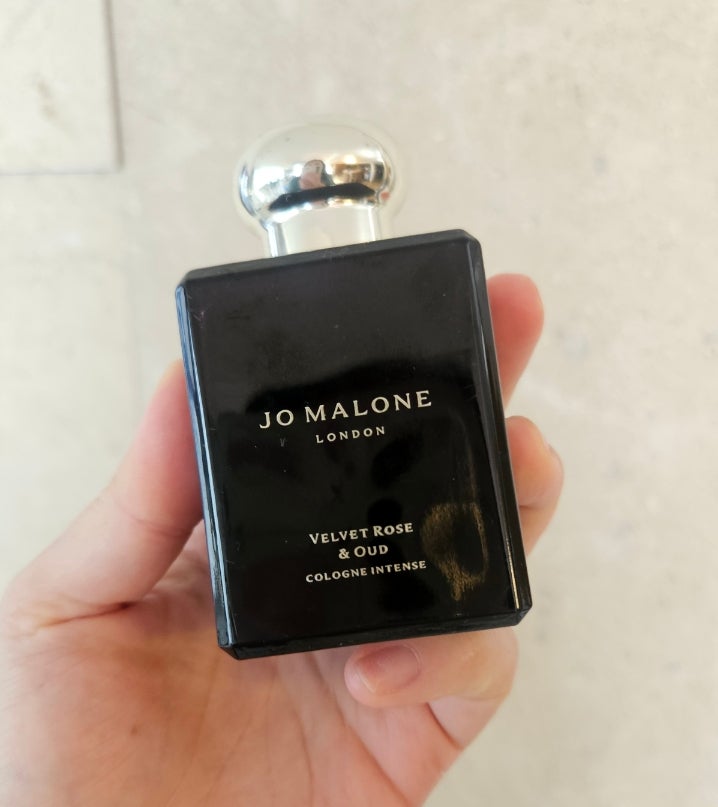 JO MALONE
LONDON
VELVET ROSE
& OUD
COLOGNE INTENSE